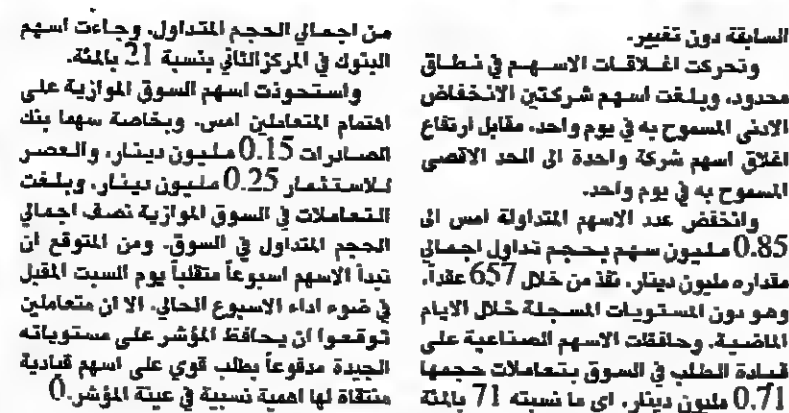 السابقة دون تغيير.
وتحركت اغلاقات الاسهم في نطاق
محدود، وبلغت اسهم شركتين الانخفاض
الادنى المسموح به في يوم واحد، مقابل ارتفاع
اغلاق اسهم شركة واحدة الى الحد الاقصى
المسموح به في يوم واحد.
وانخفض عدد الاسهم المتداولة امس الى
0.85 مليون سهم بحجم تداول اجمالي
مقداره مليون دينار، نفذ من خلال 657 عقداً،
وهو دون المستويات المسجلة خلال الايام
الماضية. وحافظت الاسهم الصناعية على
قيادة الطلب في السوق بتعاملات حجمها
0.71 مليون دينار، اي ما نسبته 71 بالمئة
من اجمالي الحجم المتداول. وجاءت اسهم
البنوك في المركز الثاني بنسبة 21 بالمئة.
واستحوذت اسهم السوق الموازية على
اهتمام المتعاملين امس، وبخاصة سهما بنك
الصادرات 0.15 مليون دينار، والعصر
للاستثمار 0.25 مليون دينار، وبلغت
التعاملات في السوق الموازية نصف اجمالي
الحجم المتداول في السوق. ومن المتوقع ان
تبدأ الاسهم اسبوعاً متقلباً يوم السبت المقبل
في ضوء اداء الاسبوع الحالي. الا ان متعاملين
توقعوا ان يحافظ المؤشر على مستوياته
الجيدة مدفوعاً بطلب قوي على اسهم قيادية
منتقاة لها اهمية نسبية في عينة المؤشر.0